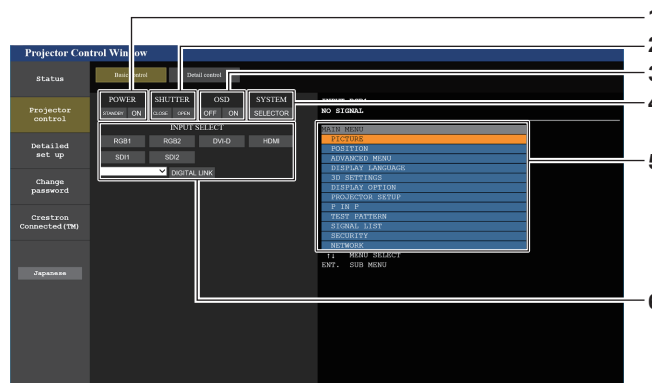 1
Projector Control Window
2
Status
Basic control
Detail control
3
POWER
SHUTTER
OSD
SYSTEM
4
STANDBY ON
CLOSE OPEN
OFF ON
SELECTOR
NO SIGNAL
Projector
control
INPUT SELECT
RGB1
RGB2
DVI-D
HDMI
SDI1
SDI2
DIGITAL LINK
MAIN MENU
PICTURE
POSITION
ADVANCED MENU
DISPLAY LANGUAGE
3D SETTINGS
DISPLAY OPTION
PROJECTOR SETUP
P IN P
TEST PATTERN
SIGNAL LIST
SECURITY
NETWORK
↑↓ MENU SELECT
ENT. SUB MENU
5
Detailed
set up
Change
password
Crestron
Connected(TM)
Japanese
6